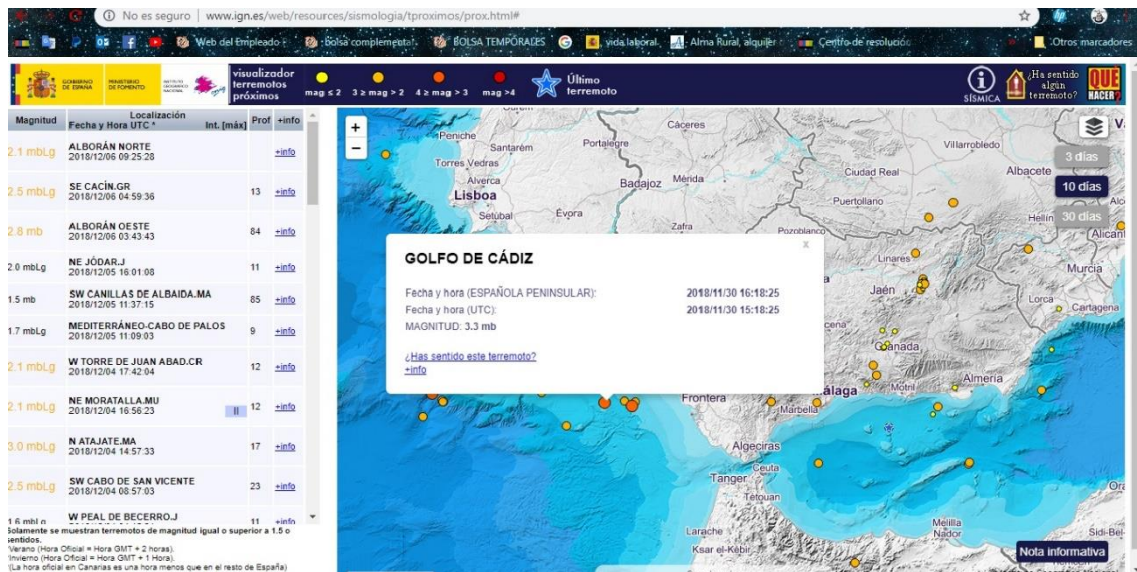 No es seguro | www.ign.es/web/resources/sismologia/tproximos/prox.html#
Web del Empleado
bolsa complementar
BOLSA TEMPORALES
vida laboral.
Alma Rural, alquiler
Centro de resolución
Otros marcadores
GOBIERNO DE ESPAÑA
MINISTERIO DE FOMENTO
INSTITUTO GEOGRÁFICO NACIONAL
visualizador
terremotos
próximos
mag ≤ 2 3 ≥ mag > 2 4 ≥ mag > 3 mag >4
Último
terremoto
SÍSMICA
¿Ha sentido
algún
terremoto?
QUÉ
HACER?
Magnitud Localización Prof +info
Fecha y Hora UTC * Int. [máx]
2.1 mbLg ALBORÁN NORTE +info
2018/12/06 09:25:28
2.5 mbLg SE CACÍN.GR 13 +info
2018/12/06 04:59:36
2.8 mb ALBORÁN OESTE 84 +info
2018/12/06 03:43:43
2.0 mbLg NE JÓDAR.J 11 +info
2018/12/05 16:01:08
1.5 mb SW CANILLAS DE ALBAIDA.MA 85 +info
2018/12/05 11:37:15
1.7 mbLg MEDITERRÁNEO-CABO DE PALOS 9 +info
2018/12/05 11:09:03
2.1 mbLg W TORRE DE JUAN ABAD.CR 12 +info
2018/12/04 17:42:04
2.1 mbLg NE MORATALLA.MU II 12 +info
2018/12/04 16:56:23
3.0 mbLg N ATAJATE.MA 17 +info
2018/12/04 14:57:33
2.5 mbLg SW CABO DE SAN VICENTE 23 +info
2018/12/04 08:57:03
1.6 mbLg W PEAL DE BECERRO.J 11 +info
Solamente se muestran terremotos de magnitud igual o superior a 1.5 o
sentidos.
*Verano (Hora Oficial = Hora GMT + 2 horas).
*Invierno (Hora Oficial = Hora GMT + 1 Hora).
*(La hora oficial en Canarias es una hora menos que en el resto de España)
+
−
Peniche
Santarém
Portalegre
Cáceres
Villarrobledo
Torres Vedras
Alverca
Lisboa
Badajoz
Mérida
Ciudad Real
Albacete
Setúbal
Évora
Puertollano
Zafra
Pozoblanco
Hellín
Alicante
3 días
10 días
30 días
GOLFO DE CÁDIZ
x
Fecha y hora (ESPAÑOLA PENINSULAR): 2018/11/30 16:18:25
Fecha y hora (UTC): 2018/11/30 15:18:25
MAGNITUD: 3.3 mb
¿Has sentido este terremoto?
+info
Linares
Murcia
Jaén
Lorca
Cartagena
Granada
Frontera
Málaga
Motril
Almería
Marbella
Algeciras
Ceuta
Tanger
Tétouan
Larache
Ksar el-Kébir
Melilla
Nador
Sidi-Bel-
Nota informativa